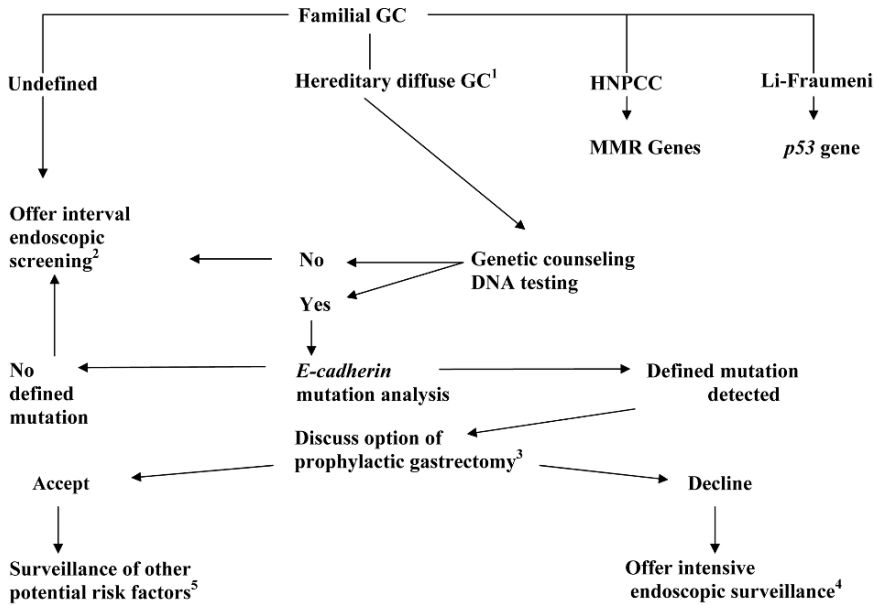 Familial GC
Undefined
Hereditary diffuse GC¹
HNPCC
Li-Fraumeni
MMR Genes
p53 gene
Offer interval
endoscopic
screening²
No
Genetic counseling
DNA testing
Yes
No
defined
mutation
E-cadherin
mutation analysis
Defined mutation
detected
Discuss option of
prophylactic gastrectomy³
Accept
Decline
Surveillance of other
potential risk factors⁵
Offer intensive
endoscopic surveillance⁴